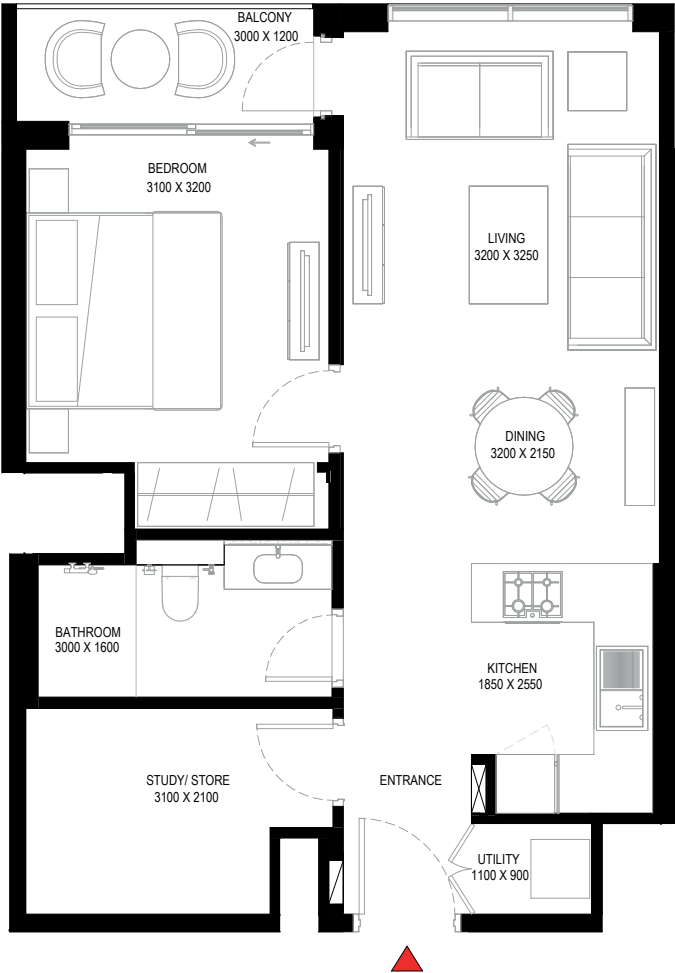 BALCONY
3000 X 1200
BEDROOM
3100 X 3200
LIVING
3200 X 3250
DINING
3200 X 2150
BATHROOM
3000 X 1600
KITCHEN
1850 X 2550
STUDY/ STORE
3100 X 2100
ENTRANCE
UTILITY
1100 X 900